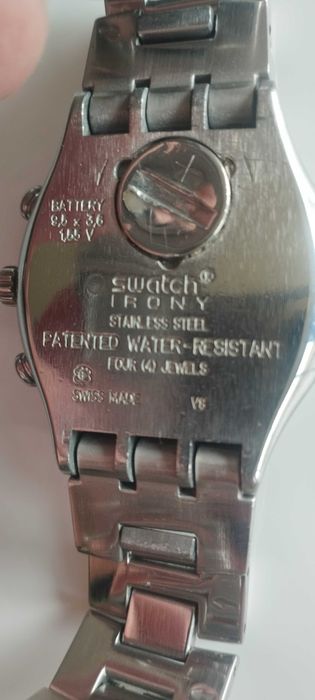 BATTERY
9,5 x 3,6
1,55 V
swatch®
IRONY
STAINLESS STEEL
PATENTED WATER-RESISTANT
FOUR (4) JEWELS
SWISS MADE V8